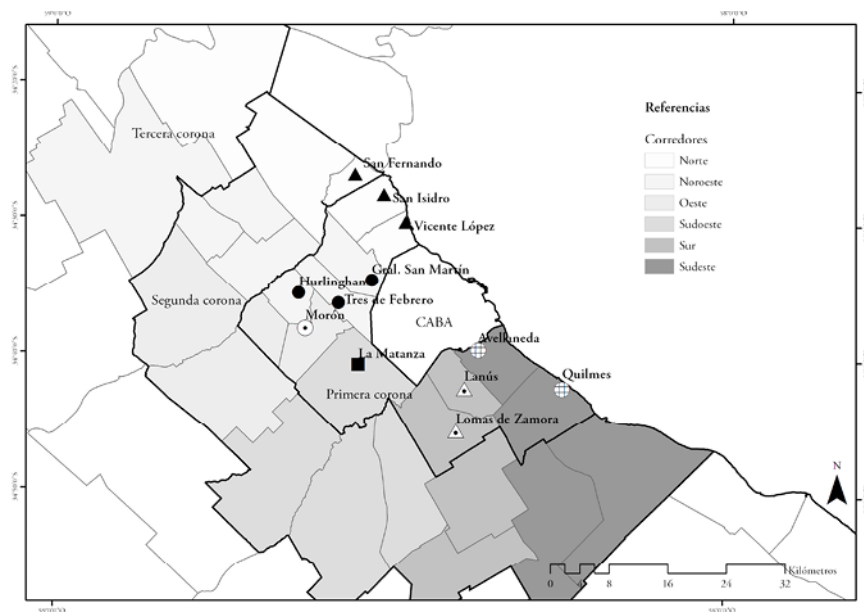 Tercera corona
San Fernando
San Isidro
Vicente López
Gral. San Martín
Hurlingham
Tres de Febrero
Segunda corona
Morón
CABA
La Matanza
Avellaneda
Primera corona
Lanús
Quilmes
Lomas de Zamora
Referencias
Corredores
Norte
Noroeste
Oeste
Sudoeste
Sur
Sudeste
N
0 4 8 16 24 32 Kilómetros